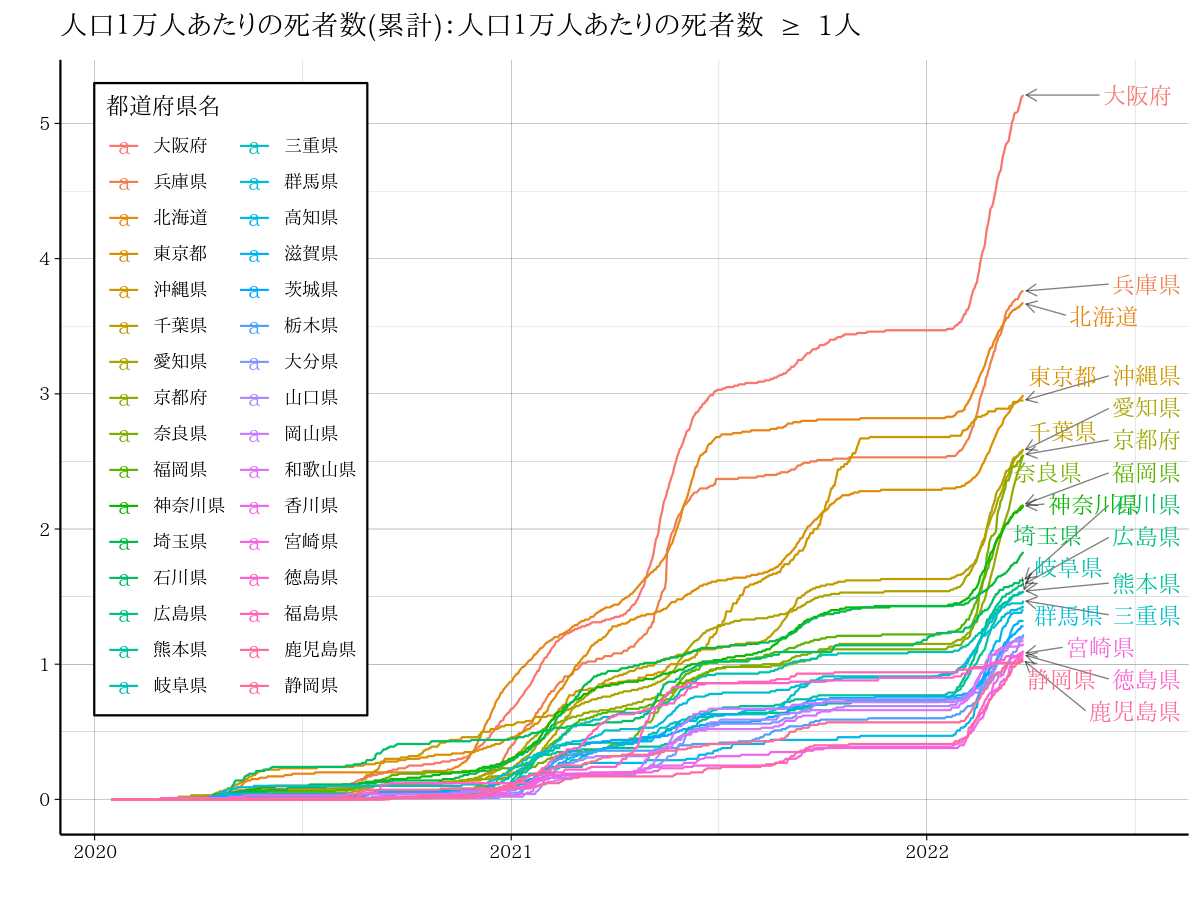 人口1万人あたりの死者数(累計):人口1万人あたりの死者数 ≥ 1人
都道府県名
a 大阪府 a 三重県
a 兵庫県 a 群馬県
a 北海道 a 高知県
a 東京都 a 滋賀県
a 沖縄県 a 茨城県
a 千葉県 a 栃木県
a 愛知県 a 大分県
a 京都府 a 山口県
a 奈良県 a 岡山県
a 福岡県 a 和歌山県
a 神奈川県 a 香川県
a 埼玉県 a 宮崎県
a 石川県 a 徳島県
a 広島県 a 福島県
a 熊本県 a 鹿児島県
a 岐阜県 a 静岡県
5
4
3
2
1
0
2020 2021 2022
大阪府
兵庫県
北海道
東京都 沖縄県
愛知県
千葉県
京都府
奈良県 福岡県
神奈川県 石川県
埼玉県 広島県
岐阜県
熊本県
群馬県 三重県
宮崎県
静岡県 徳島県
鹿児島県